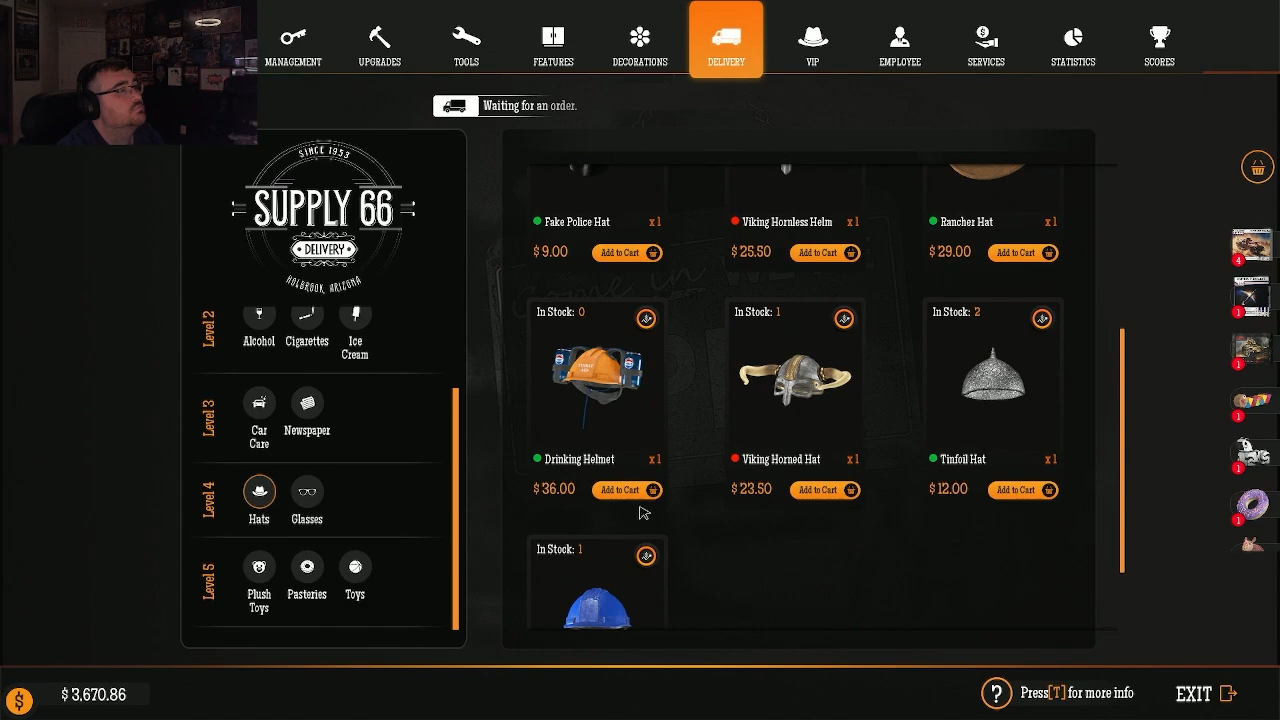 MANAGEMENT
UPGRADES
TOOLS
FEATURES
DECORATIONS
DELIVERY
VIP
EMPLOYEE
SERVICES
STATISTICS
SCORES
Waiting for an order.
SINCE 1953
SUPPLY 66
DELIVERY
HOLBROOK, ARIZONA
Level 2
Alcohol
Cigarettes
Ice
Cream
Level 3
Car
Care
Newspaper
Level 4
Hats
Glasses
Level 5
Plush
Toys
Pasteries
Toys
Fake Police Hat x1
$ 9.00 Add to Cart
Viking Hornless Helm x1
$ 25.50 Add to Cart
Rancher Hat x1
$ 29.00 Add to Cart
In Stock: 0
Drinking Helmet x1
$ 36.00 Add to Cart
In Stock: 1
Viking Horned Hat x1
$ 23.50 Add to Cart
In Stock: 2
Tinfoil Hat x1
$ 12.00 Add to Cart
In Stock: 1
4
1
1
1
1
1
$ 3,670.86
? Press[T] for more info
EXIT